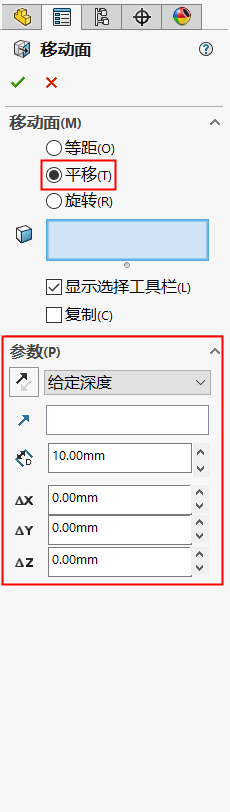 移动面
移动面(M)
等距(O)
平移(T)
旋转(R)
显示选择工具栏(L)
复制(C)
参数(P)
给定深度
D 10.00mm
ΔX 0.00mm
ΔY 0.00mm
ΔZ 0.00mm